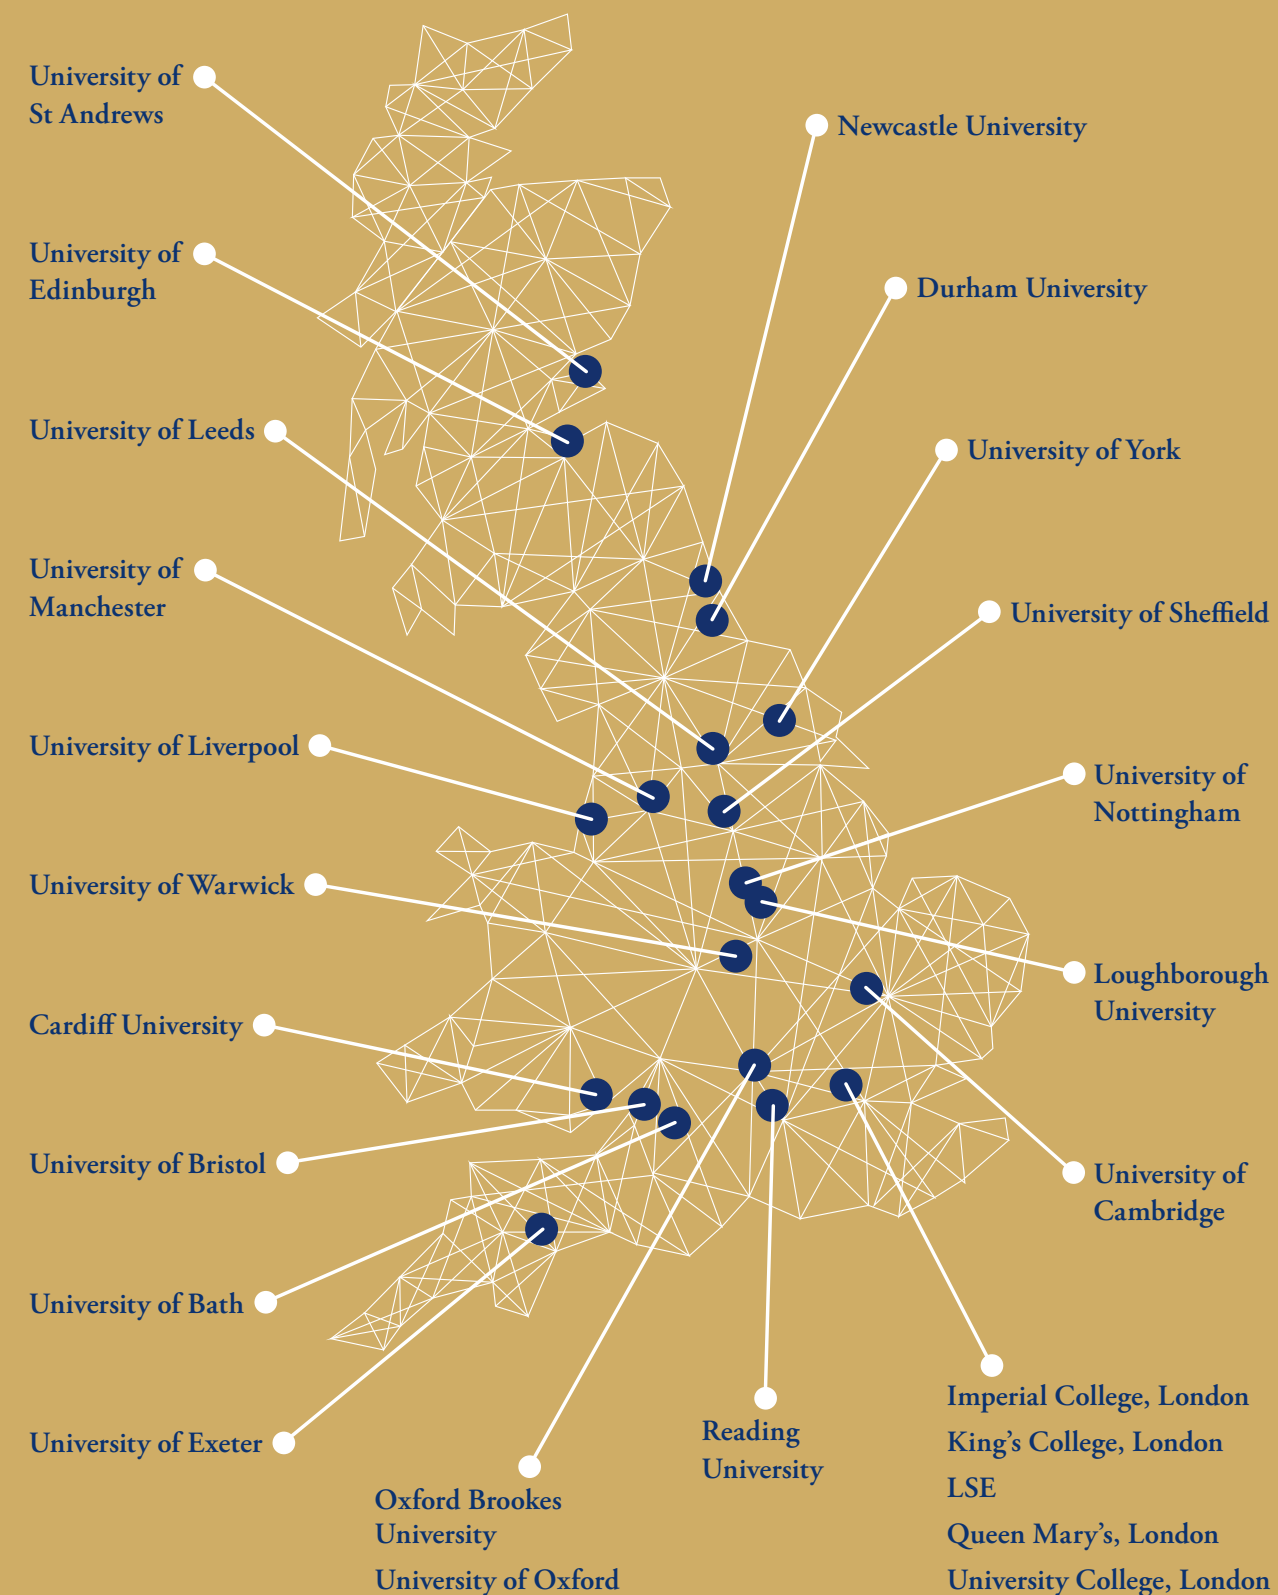 University of
St Andrews
Newcastle University
University of
Edinburgh
Durham University
University of Leeds
University of York
University of
Manchester
University of Sheffield
University of Liverpool
University of
Nottingham
University of Warwick
Loughborough
University
Cardiff University
University of Bristol
University of
Cambridge
University of Bath
University of Exeter
Oxford Brookes
University
University of Oxford
Reading
University
Imperial College, London
King's College, London
LSE
Queen Mary's, London
University College, London